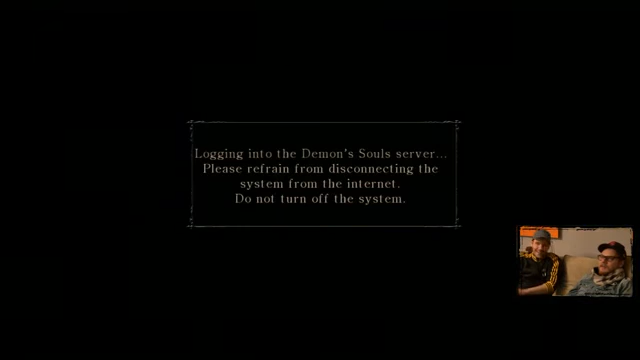 Logging into the Demon's Souls server...
Please refrain from disconnecting the
system from the internet.
Do not turn off the system.